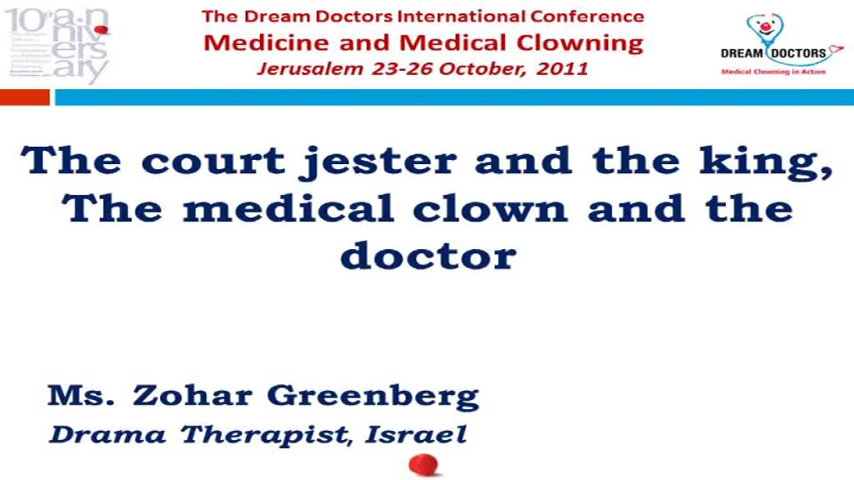 The Dream Doctors International Conference
Medicine and Medical Clowning
Jerusalem 23-26 October, 2011
10th anniversary
DREAM DOCTORS
Medical Clowning in Action
The court jester and the king,
The medical clown and the
doctor
Ms. Zohar Greenberg
Drama Therapist, Israel